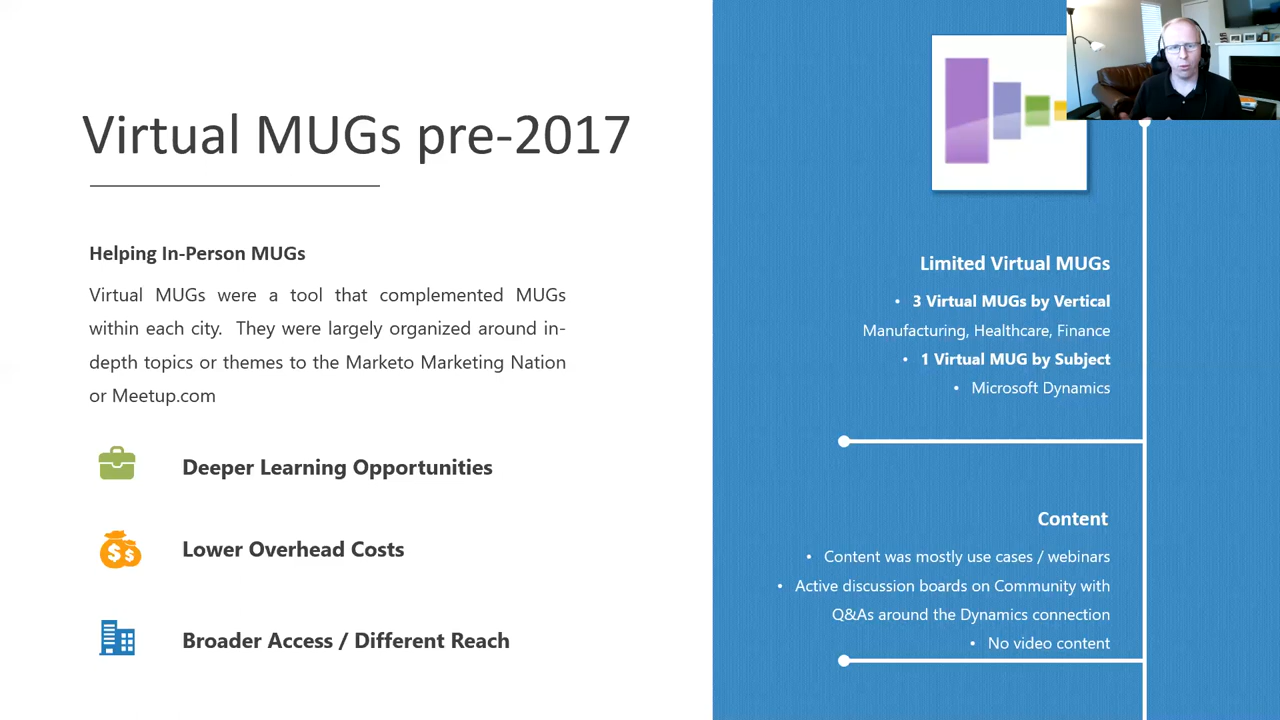 Virtual MUGs pre-2017
Helping In-Person MUGs
Virtual MUGs were a tool that complemented MUGs
within each city. They were largely organized around in-
depth topics or themes to the Marketo Marketing Nation
or Meetup.com
Deeper Learning Opportunities
Lower Overhead Costs
Broader Access / Different Reach
Limited Virtual MUGs
• 3 Virtual MUGs by Vertical
Manufacturing, Healthcare, Finance
• 1 Virtual MUG by Subject
• Microsoft Dynamics
Content
• Content was mostly use cases / webinars
• Active discussion boards on Community with
Q&As around the Dynamics connection
• No video content